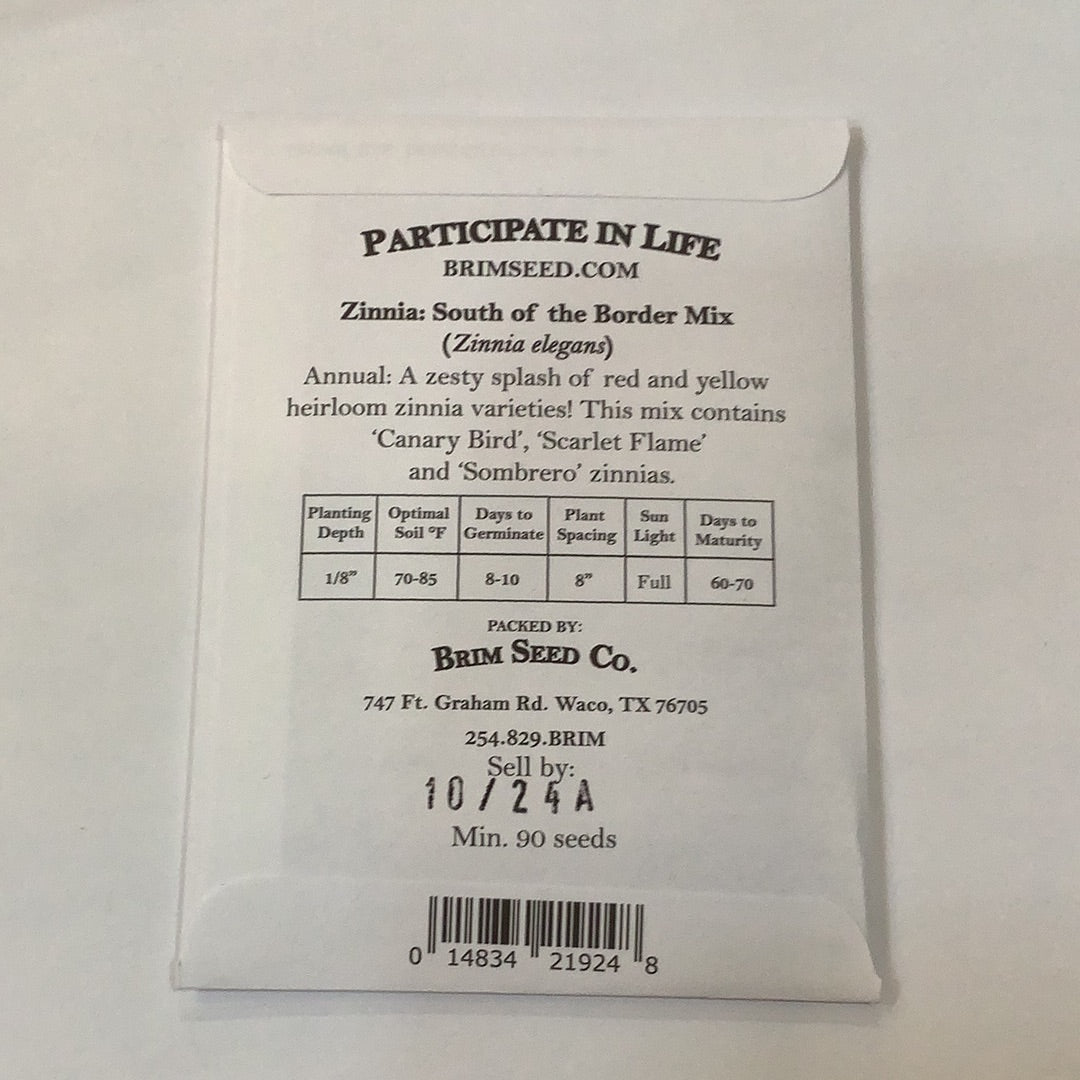 PARTICIPATE IN LIFE
BRIMSEED.COM
Zinnia: South of the Border Mix
(Zinnia elegans)
Annual: A zesty splash of red and yellow
heirloom zinnia varieties! This mix contains
‘Canary Bird’, ‘Scarlet Flame’
and ‘Sombrero’ zinnias.
Planting Depth Optimal Soil °F Days to Germinate Plant Spacing Sun Light Days to Maturity
1/8” 70-85 8-10 8” Full 60-70
PACKED BY:
BRIM SEED CO.
747 Ft. Graham Rd. Waco, TX 76705
254.829.BRIM
Sell by:
10/24A
Min. 90 seeds
0 14834 21924 8